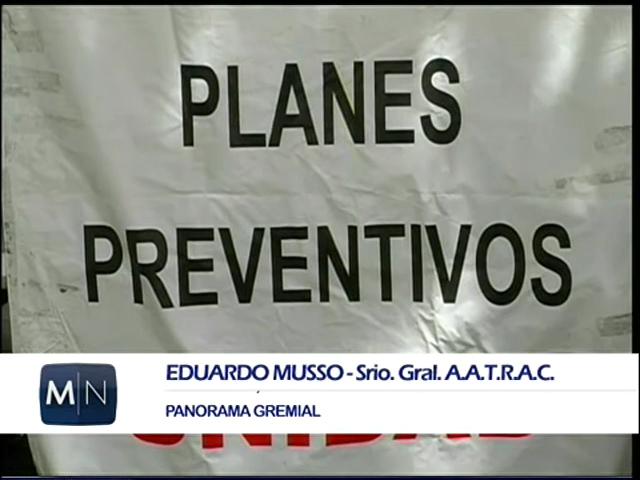 PLANES
PREVENTIVOS
EDUARDO MUSSO - Srio. Gral. A.A.T.R.A.C.
M|N
PANORAMA GREMIAL